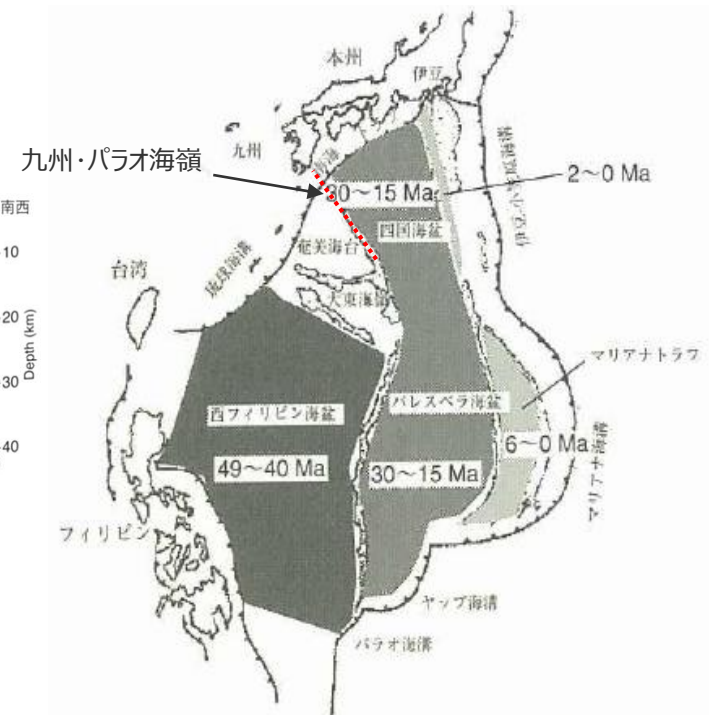 本州
伊豆
九州
九州・パラオ海嶺
2〜0 Ma
30〜15 Ma
南西
四国海盆
10
奄美海台
台湾
琉球海溝
大東海嶺
20
Depth (km)
マリアナトラフ
30
西フィリピン海盆
パレスベラ海盆
40
6〜0 Ma
49〜40 Ma
30〜15 Ma
マリアナ海溝
フィリピン
ヤップ海溝
パラオ海溝